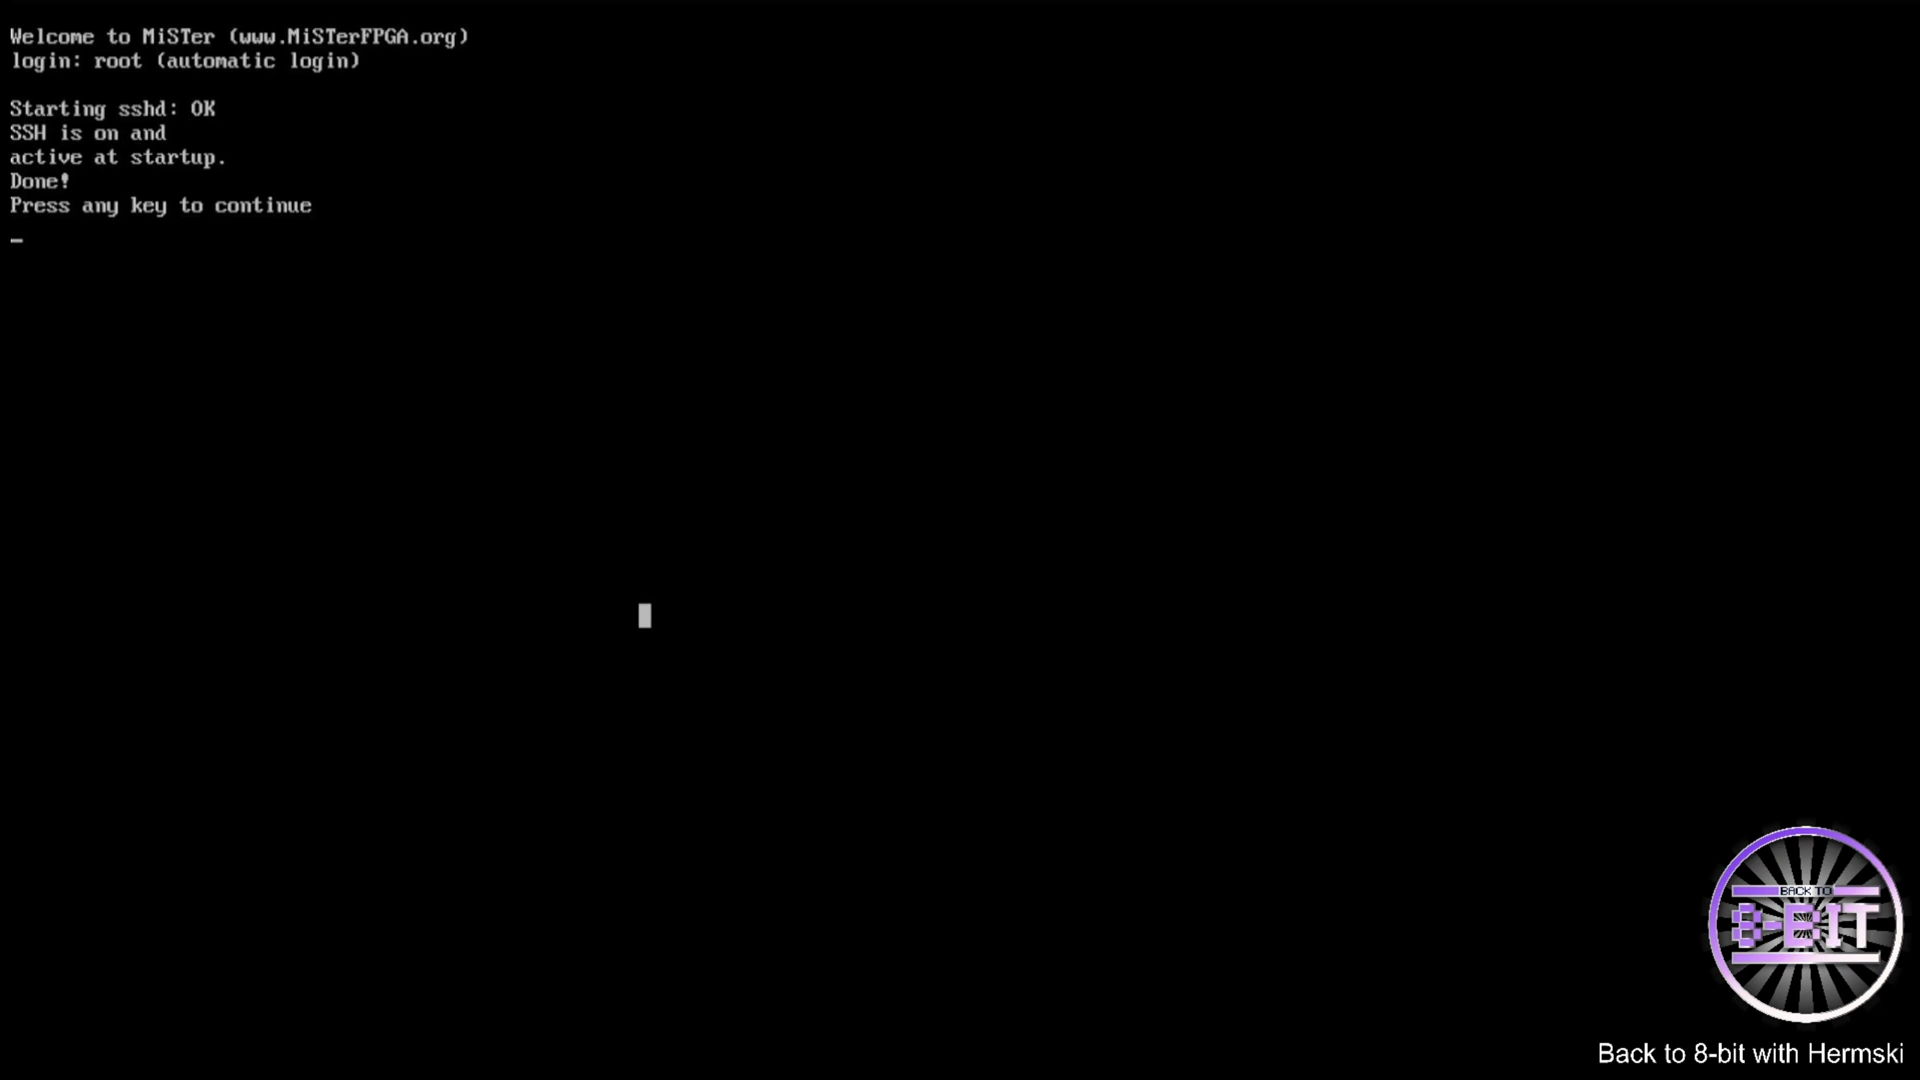 Welcome to MiSTer (www.MiSTerFPGA.org)
login: root (automatic login)
Starting sshd: OK
SSH is on and
active at startup.
Done!
Press any key to continue
BACK TO
8-BIT
Back to 8-bit with Hermski